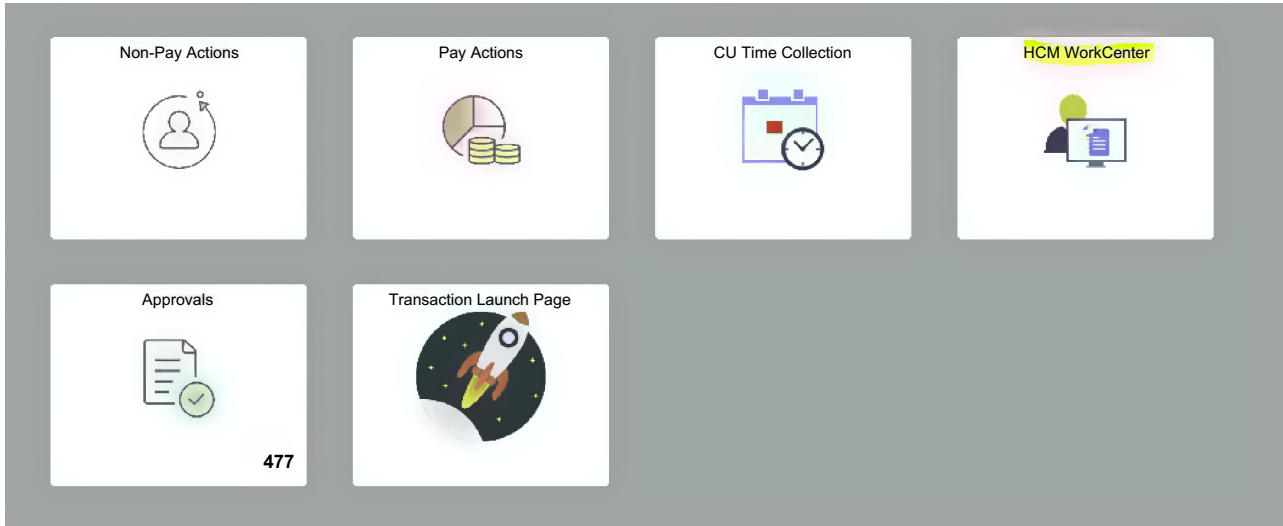 Non-Pay Actions
Pay Actions
CU Time Collection
HCM WorkCenter
Approvals
477
Transaction Launch Page